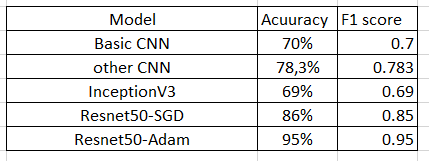 Model Acuuracy F1 score
Basic CNN 70% 0.7
other CNN 78,3% 0.783
InceptionV3 69% 0.69
Resnet50-SGD 86% 0.85
Resnet50-Adam 95% 0.95